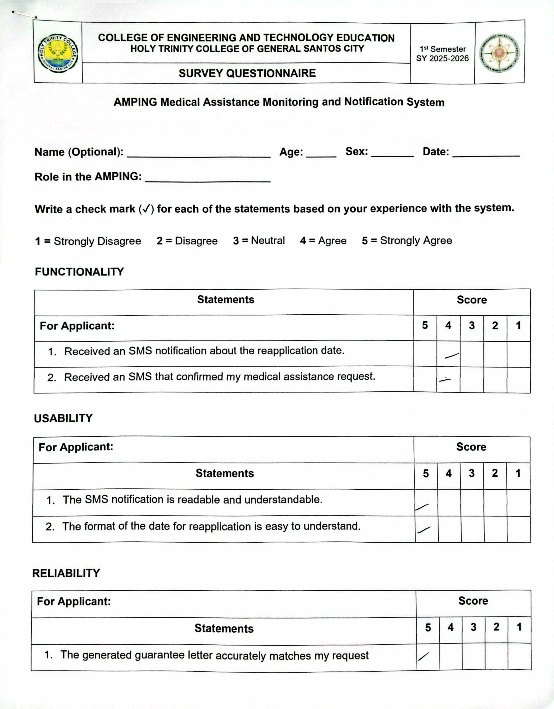 COLLEGE OF ENGINEERING AND TECHNOLOGY EDUCATION
HOLY TRINITY COLLEGE OF GENERAL SANTOS CITY
1st Semester
SY 2025-2026
SURVEY QUESTIONNAIRE
AMPING Medical Assistance Monitoring and Notification System
Name (Optional): ____________ Age: _____ Sex: _______ Date: ___________
Role in the AMPING: ____________________
Write a check mark (✓) for each of the statements based on your experience with the system.
1 = Strongly Disagree 2 = Disagree 3 = Neutral 4 = Agree 5 = Strongly Agree
FUNCTIONALITY
Statements Score
For Applicant: 5 4 3 2 1
1. Received an SMS notification about the reapplication date.
2. Received an SMS that confirmed my medical assistance request.
USABILITY
For Applicant: Score
Statements 5 4 3 2 1
1. The SMS notification is readable and understandable.
2. The format of the date for reapplication is easy to understand.
RELIABILITY
For Applicant: Score
Statements 5 4 3 2 1
1. The generated guarantee letter accurately matches my request